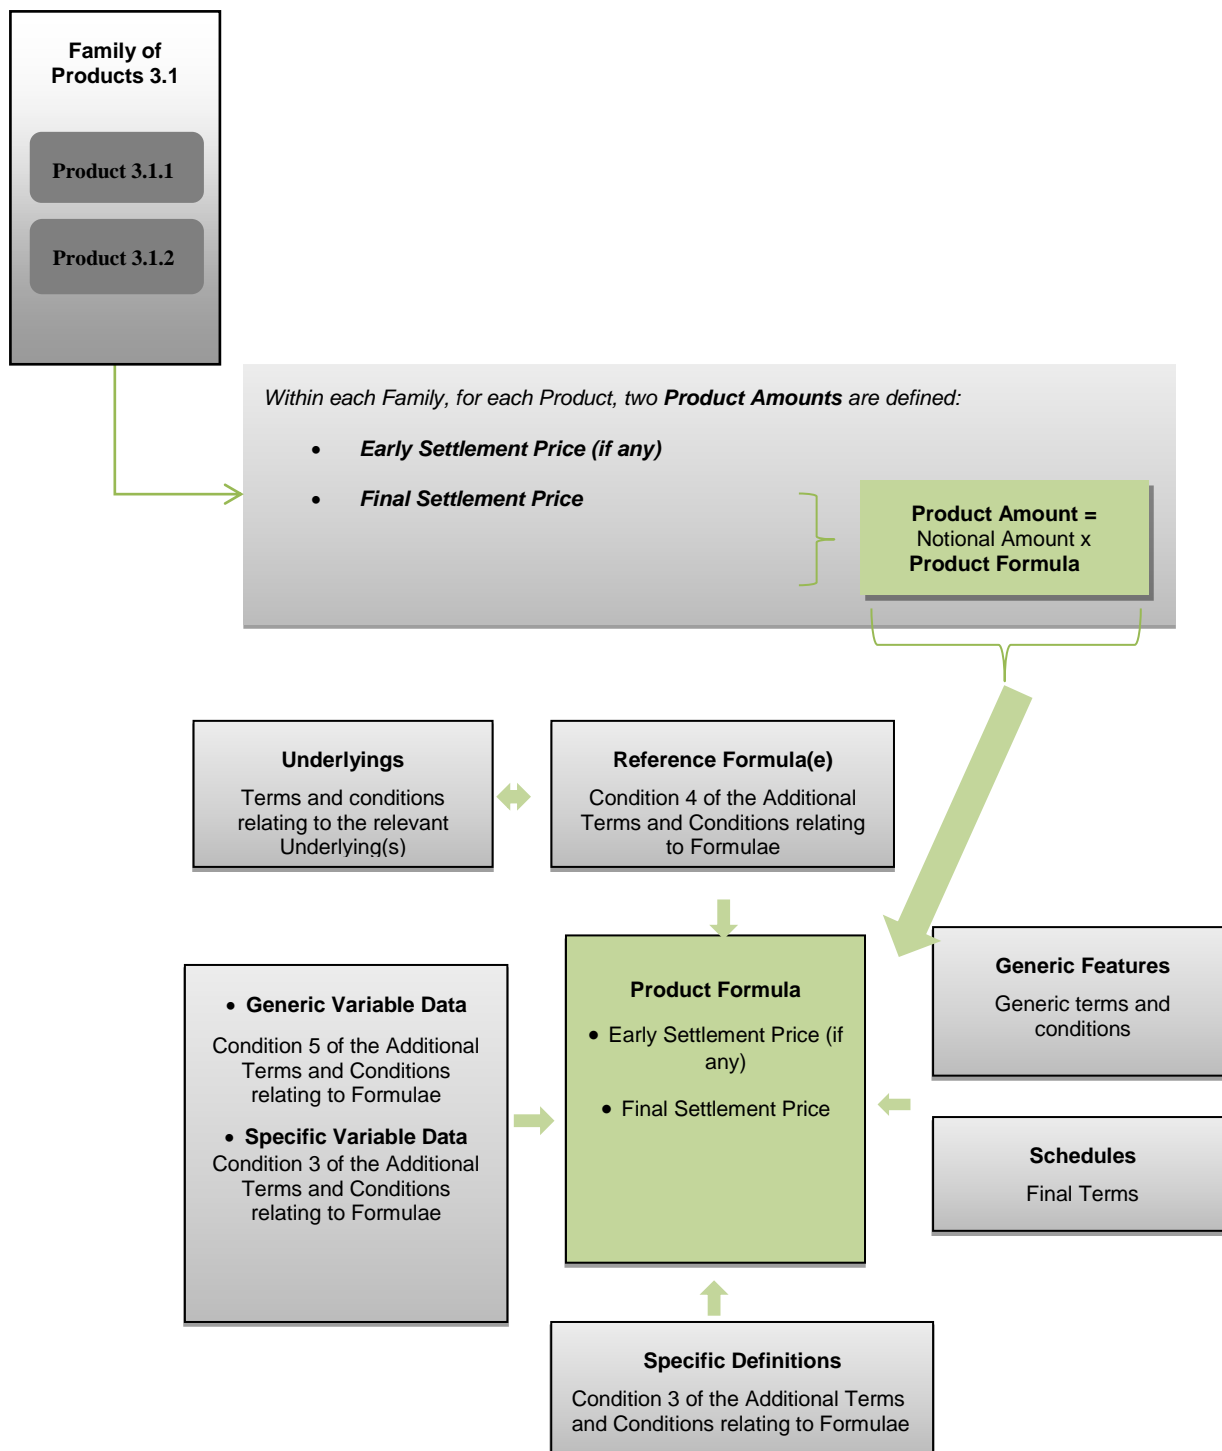 Family of
Products 3.1
Product 3.1.1
Product 3.1.2
Within each Family, for each Product, two Product Amounts are defined:
• Early Settlement Price (if any)
• Final Settlement Price
Product Amount =
Notional Amount x
Product Formula
Underlyings
Terms and conditions
relating to the relevant
Underlying(s)
Reference Formula(e)
Condition 4 of the Additional
Terms and Conditions relating
to Formulae
• Generic Variable Data
Condition 5 of the Additional
Terms and Conditions
relating to Formulae
• Specific Variable Data
Condition 3 of the Additional
Terms and Conditions
relating to Formulae
Product Formula
• Early Settlement Price (if
any)
• Final Settlement Price
Generic Features
Generic terms and
conditions
Schedules
Final Terms
Specific Definitions
Condition 3 of the Additional Terms
and Conditions relating to Formulae